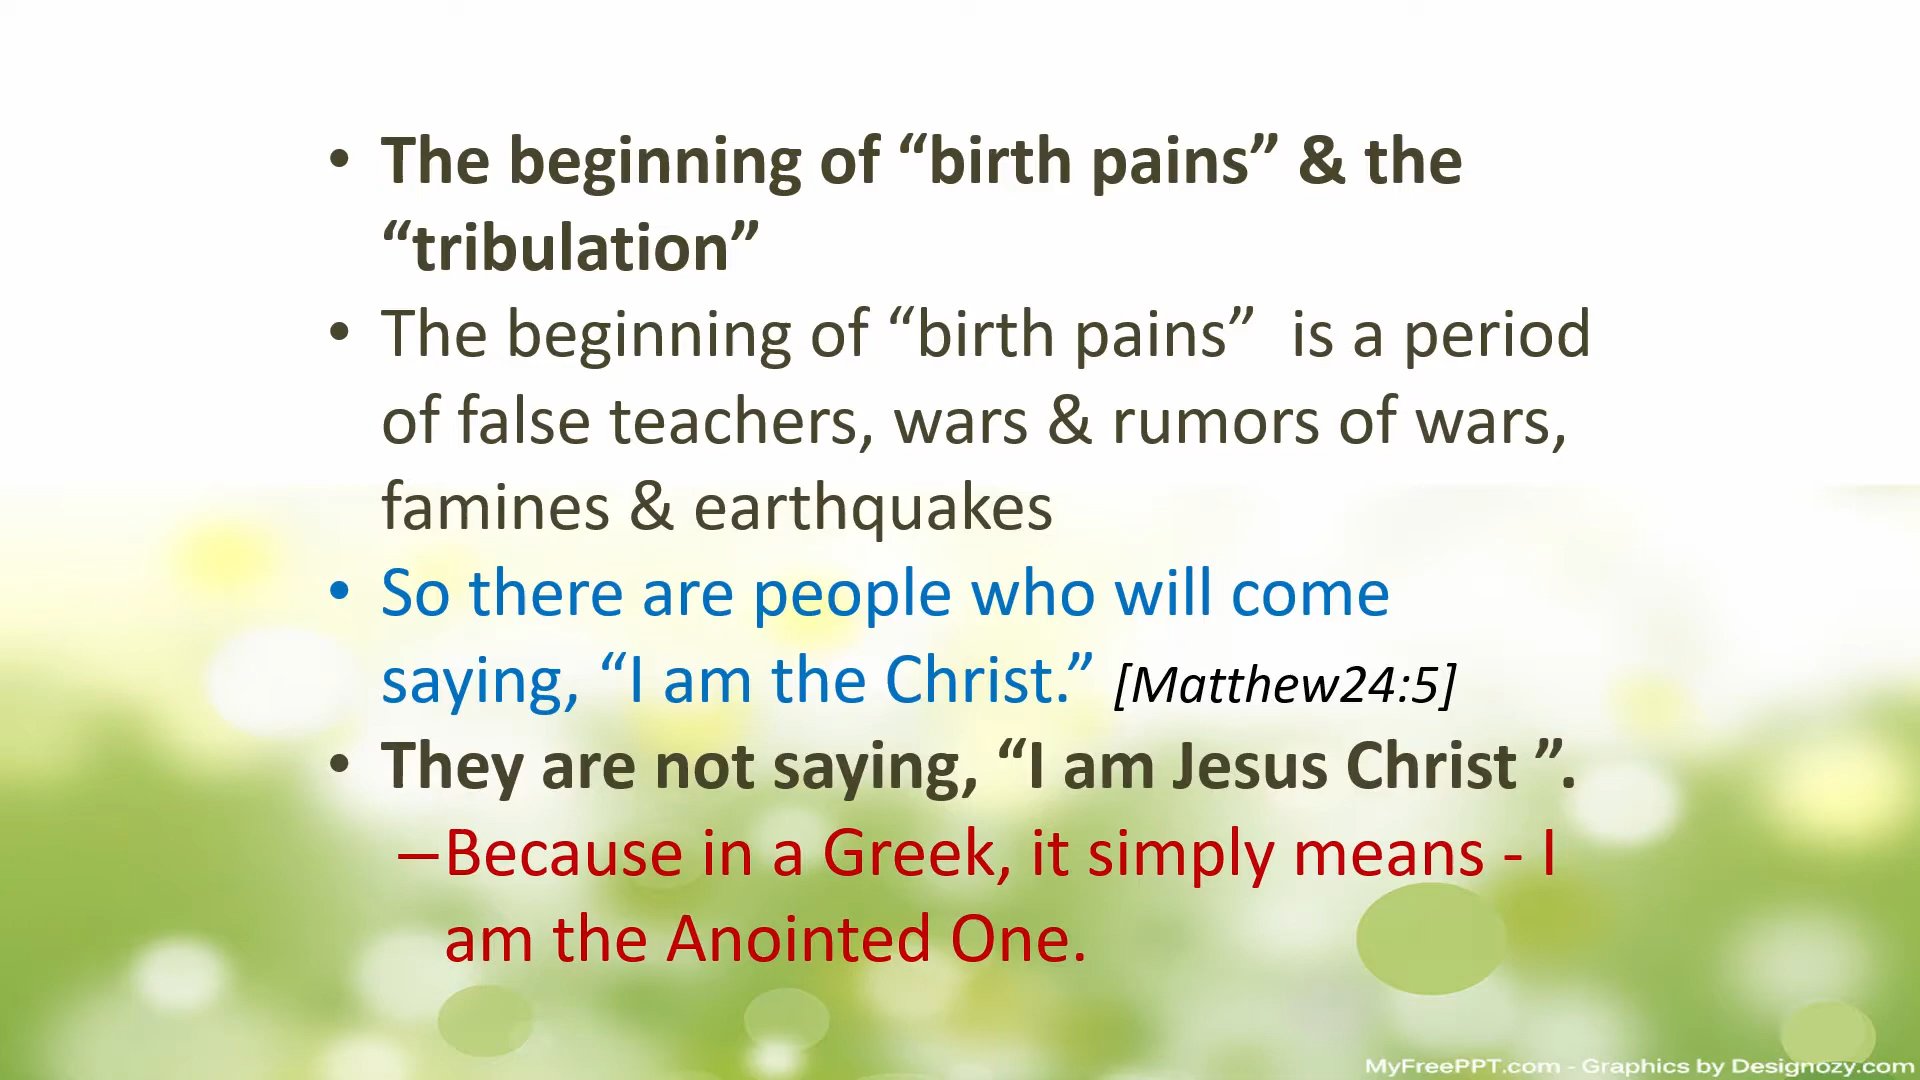 • The beginning of “birth pains” & the
“tribulation”
• The beginning of “birth pains”  is a period
of false teachers, wars & rumors of wars,
famines & earthquakes
• So there are people who will come
saying, “I am the Christ.” [Matthew24:5]
• They are not saying, “I am Jesus Christ ”.
–Because in a Greek, it simply means - I
am the Anointed One.
MyFreePPT.com - Graphics by Designozy.com